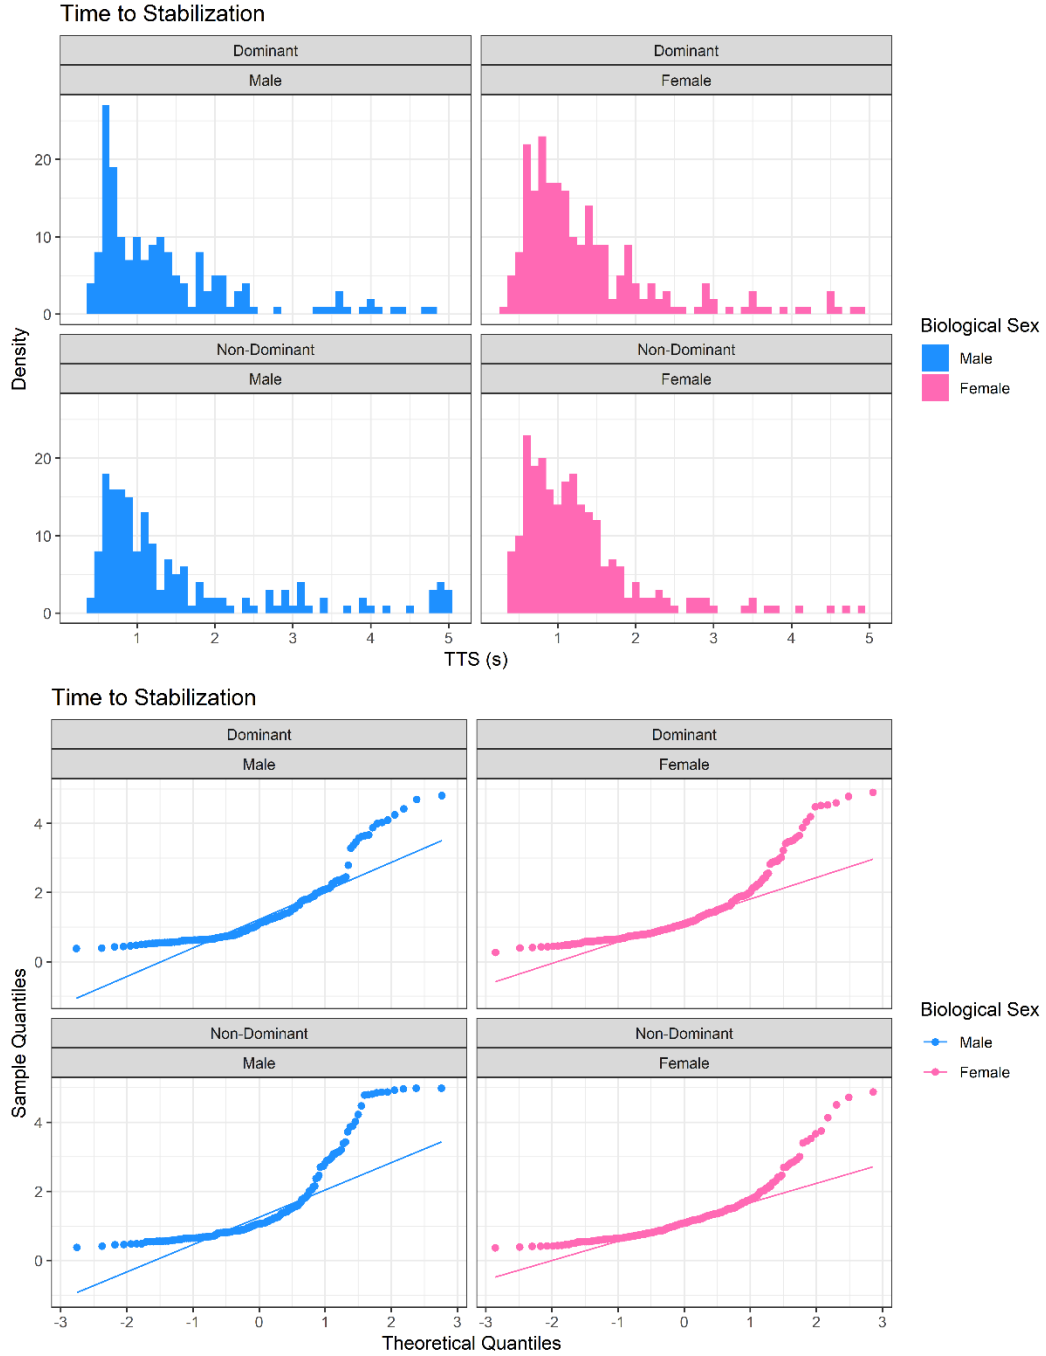 Time to Stabilization
Dominant
Dominant
Male
Female
20
10
0
Non-Dominant
Non-Dominant
Male
Female
20
10
0
1 2 3 4 5
1 2 3 4 5
TTS (s)
Density
Biological Sex
Male
Female
Time to Stabilization
Dominant
Dominant
Male
Female
4
2
0
Non-Dominant
Non-Dominant
Male
Female
4
2
0
-3 -2 -1 0 1 2 3
-3 -2 -1 0 1 2 3
Theoretical Quantiles
Sample Quantiles
Biological Sex
Male
Female